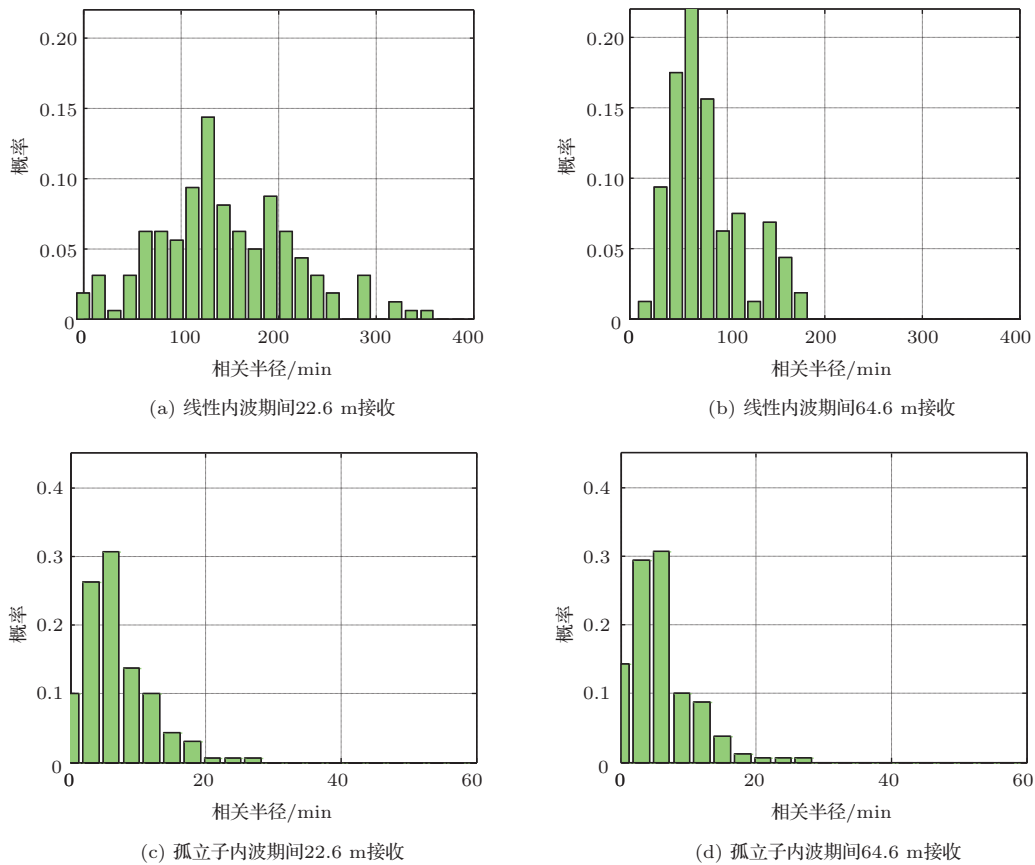 0.20
0.15
0.10
0.05
0
概率
0 100 200 300 400
相关半径/min
(a) 线性内波期间22.6 m接收
0.20
0.15
0.10
0.05
0
概率
0 100 200 300 400
相关半径/min
(b) 线性内波期间64.6 m接收
0.4
0.3
0.2
0.1
0
概率
0 20 40 60
相关半径/min
(c) 孤立子内波期间22.6 m接收
0.4
0.3
0.2
0.1
0
概率
0 20 40 60
相关半径/min
(d) 孤立子内波期间64.6 m接收